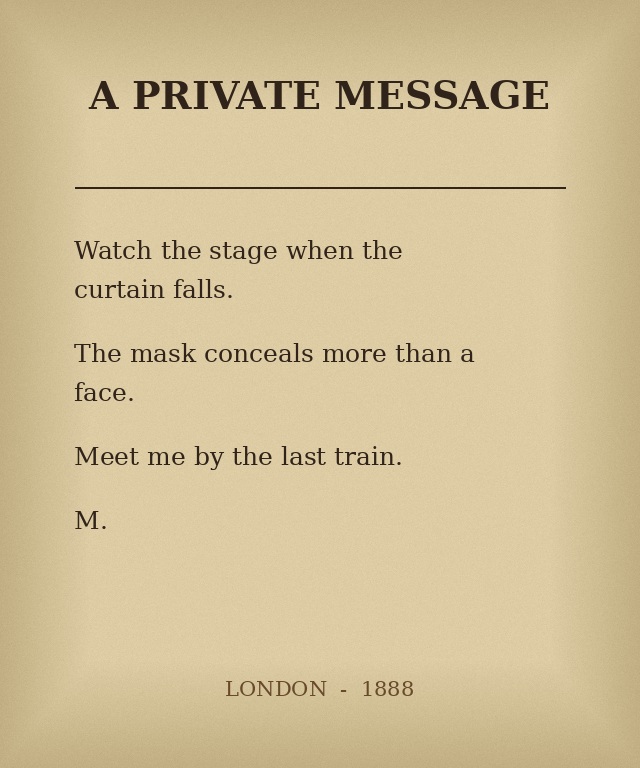 A PRIVATE MESSAGE
Watch the stage when the
curtain falls.
The mask conceals more than a
face.
Meet me by the last train.
M.
LONDON - 1888